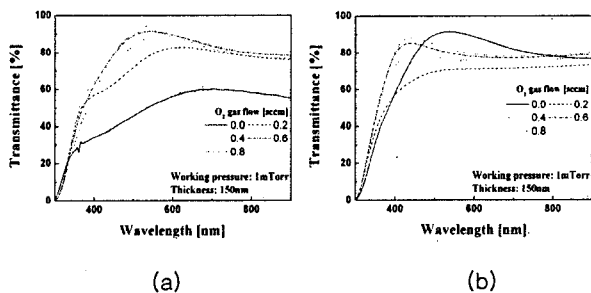 (a)
Transmittance [%]
100
80
60
40
20
0
O₂ gas flow [sccm]
0.0 0.2
0.4 0.6
0.8
Working pressure: 1mTorr
Thickness: 150nm
400 600 800
Wavelength [nm]
(b)
Transmittance [%]
100
80
60
40
20
0
O₂ gas flow [sccm]
0.0 0.2
0.4 0.6
0.8
Working pressure: 1mTorr
Thickness: 150nm
400 600 800
Wavelength [nm]
(a)
(b)